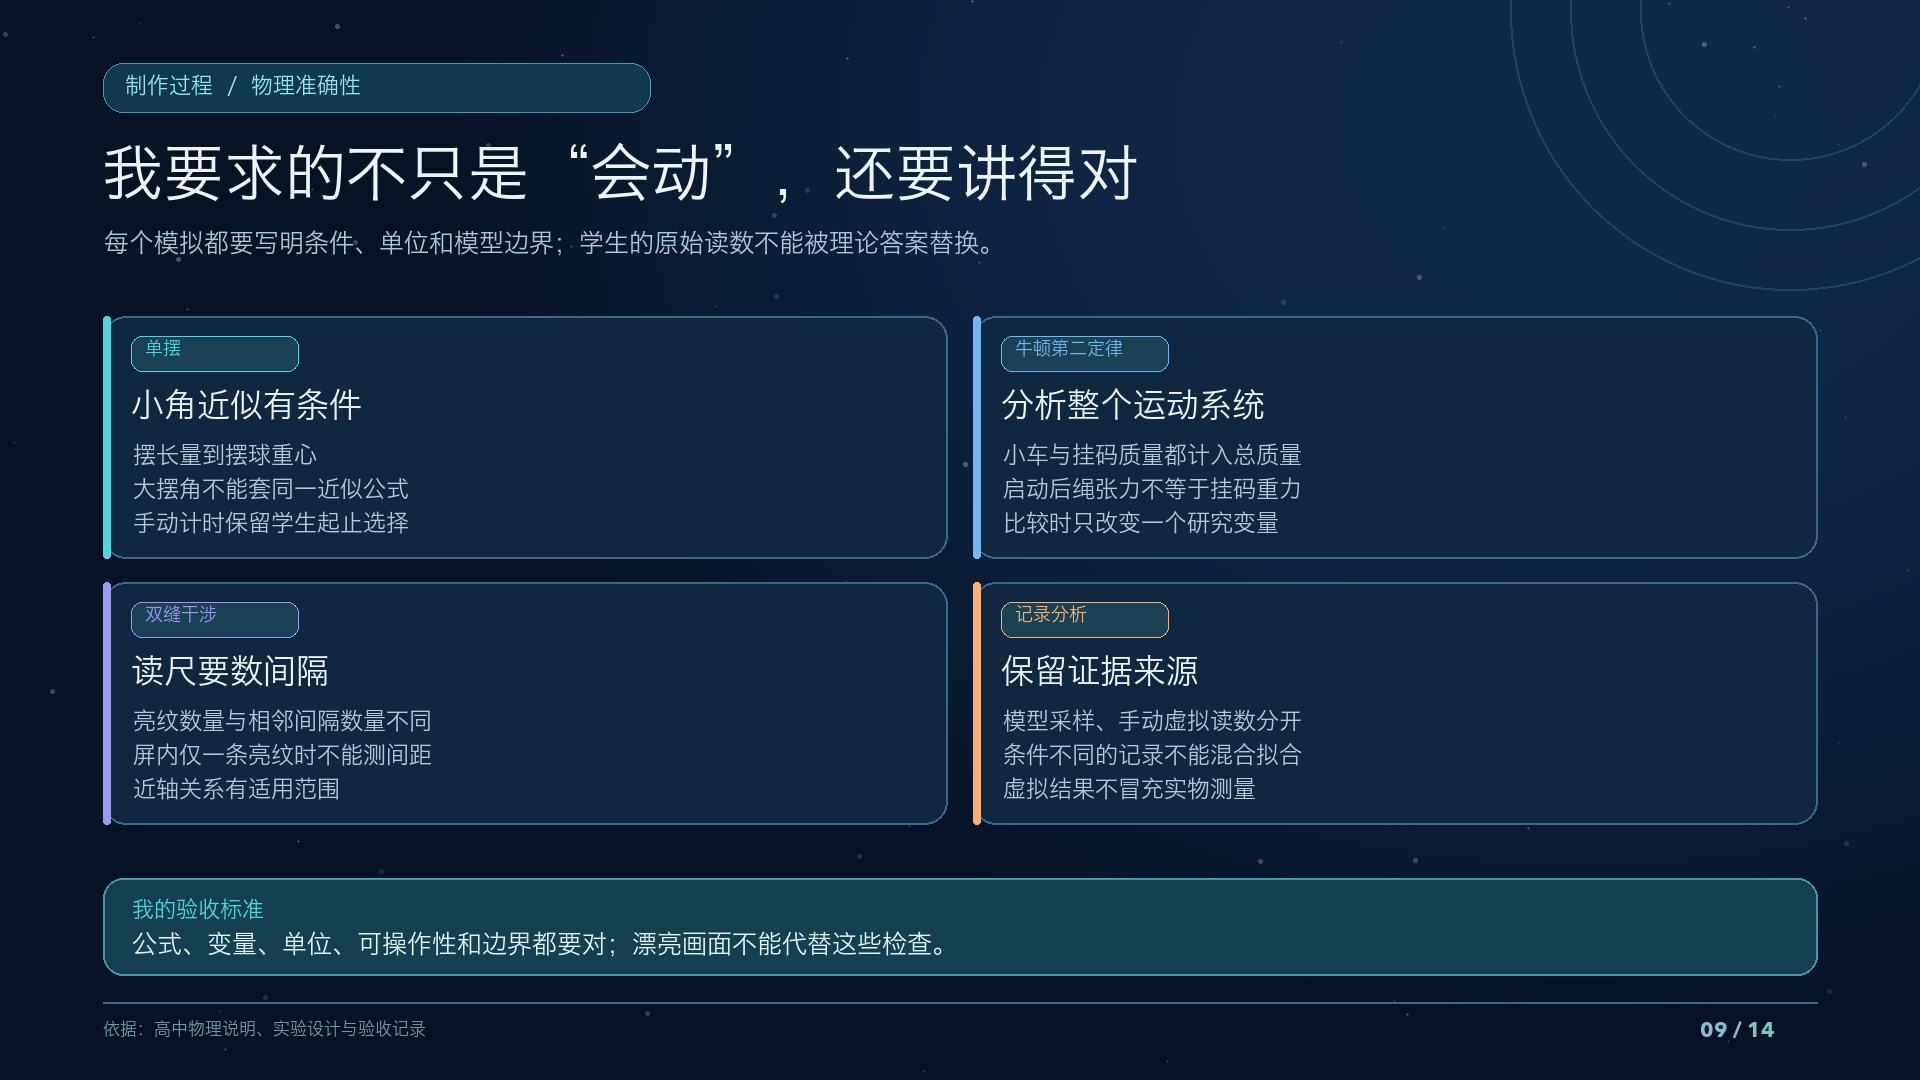 制作过程 / 物理准确性
我要求的不只是“会动”，还要讲得对
每个模拟都要写明条件、单位和模型边界；学生的原始读数不能被理论答案替换。
单摆
小角近似有条件
摆长量到摆球重心
大摆角不能套同一近似公式
手动计时保留学生起止选择
牛顿第二定律
分析整个运动系统
小车与挂码质量都计入总质量
启动后绳张力不等于挂码重力
比较时只改变一个研究变量
双缝干涉
读尺要数间隔
亮纹数量与相邻间隔数量不同
屏内仅一条亮纹时不能测间距
近轴关系有适用范围
记录分析
保留证据来源
模型采样、手动虚拟读数分开
条件不同的记录不能混合拟合
虚拟结果不冒充实物测量
我的验收标准
公式、变量、单位、可操作性和边界都要对；漂亮画面不能代替这些检查。
依据：高中物理说明、实验设计与验收记录
09 / 14